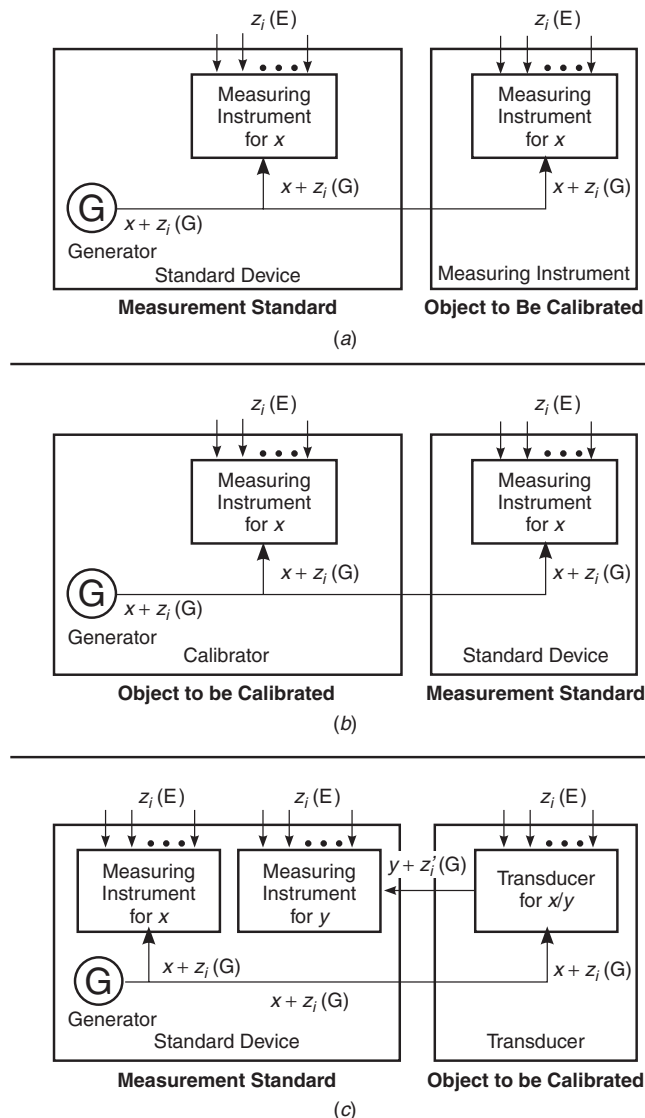 z_i (E) z_i (E)
Measuring Instrument for x
Measuring Instrument for x
x + z_i (G) x + z_i (G)
G
x + z_i (G)
Generator
Standard Device
Measuring Instrument
Measurement Standard
Object to Be Calibrated
(a)
z_i (E) z_i (E)
Measuring Instrument for x
Measuring Instrument for x
x + z_i (G) x + z_i (G)
G
x + z_i (G)
Generator
Calibrator
Standard Device
Object to be Calibrated
Measurement Standard
(b)
z_i (E) z_i (E) z_i (E)
Measuring Instrument for x
Measuring Instrument for y
y + z_i' (G)
Transducer for x/y
G
x + z_i (G)
x + z_i (G)
x + z_i (G)
Generator
Standard Device
Transducer
Measurement Standard
Object to be Calibrated
(c)